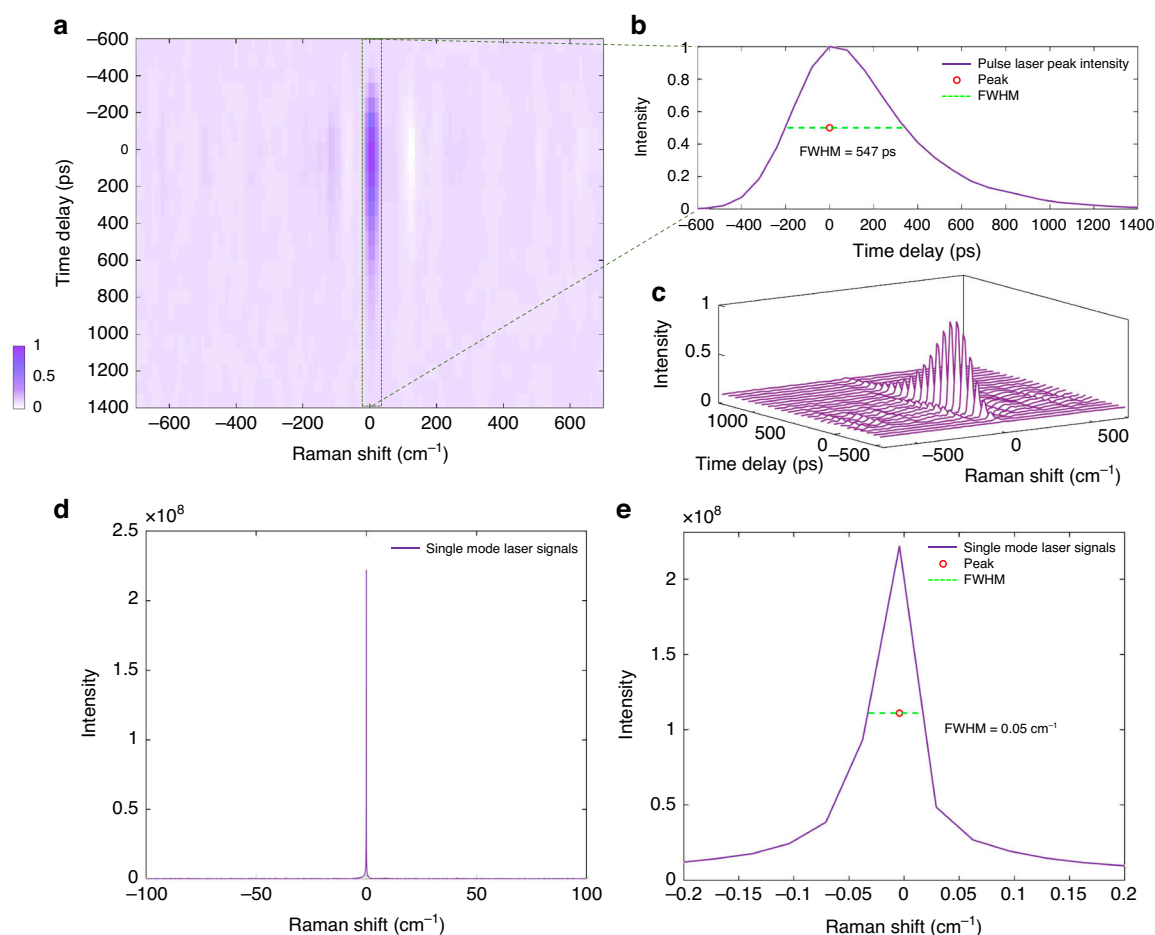 a
−600
−400
−200
0
200
400
600
800
1000
1200
1400
Time delay (ps)
1
0.5
0
−600 −400 −200 0 200 400 600
Raman shift (cm⁻¹)
b
1
0.8
0.6
0.4
0.2
0
Intensity
Pulse laser peak intensity
Peak
FWHM
FWHM = 547 ps
−600 −400 −200 0 200 400 600 800 1000 1200 1400
Time delay (ps)
c
1
0.5
0
Intensity
1000 500 0 −500
Time delay (ps)
−500 0 500
Raman shift (cm⁻¹)
d
×10⁸
2.5
2
1.5
1
0.5
0
Intensity
Single mode laser signals
−100 −50 0 50 100
Raman shift (cm⁻¹)
e
×10⁸
2
2.5
1
0.5
0
Intensity
Single mode laser signals
Peak
FWHM
FWHM = 0.05 cm⁻¹
−0.2 −0.15 −0.1 −0.05 0 0.05 0.1 0.15 0.2
Raman shift (cm⁻¹)